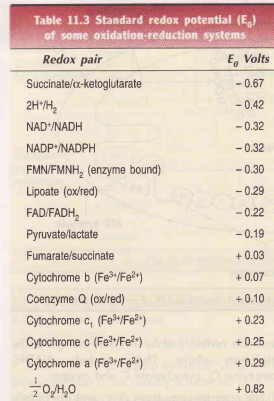 Table 11.3 Standard redox potential (E₀)
of some oxidation-reduction systems
Redox pair E₀ Volts
Succinate/α-ketoglutarate – 0.67
2H⁺/H₂ – 0.42
NAD⁺/NADH – 0.32
NADP⁺/NADPH – 0.32
FMN/FMNH₂ (enzyme bound) – 0.30
Lipoate (ox/red) – 0.29
FAD/FADH₂ – 0.22
Pyruvate/lactate – 0.19
Fumarate/succinate + 0.03
Cytochrome b (Fe³⁺/Fe²⁺) + 0.07
Coenzyme Q (ox/red) + 0.10
Cytochrome c₁ (Fe³⁺/Fe²⁺) + 0.23
Cytochrome c (Fe³⁺/Fe²⁺) + 0.25
Cytochrome a (Fe³⁺/Fe²⁺) + 0.29
½ O₂/H₂O + 0.82